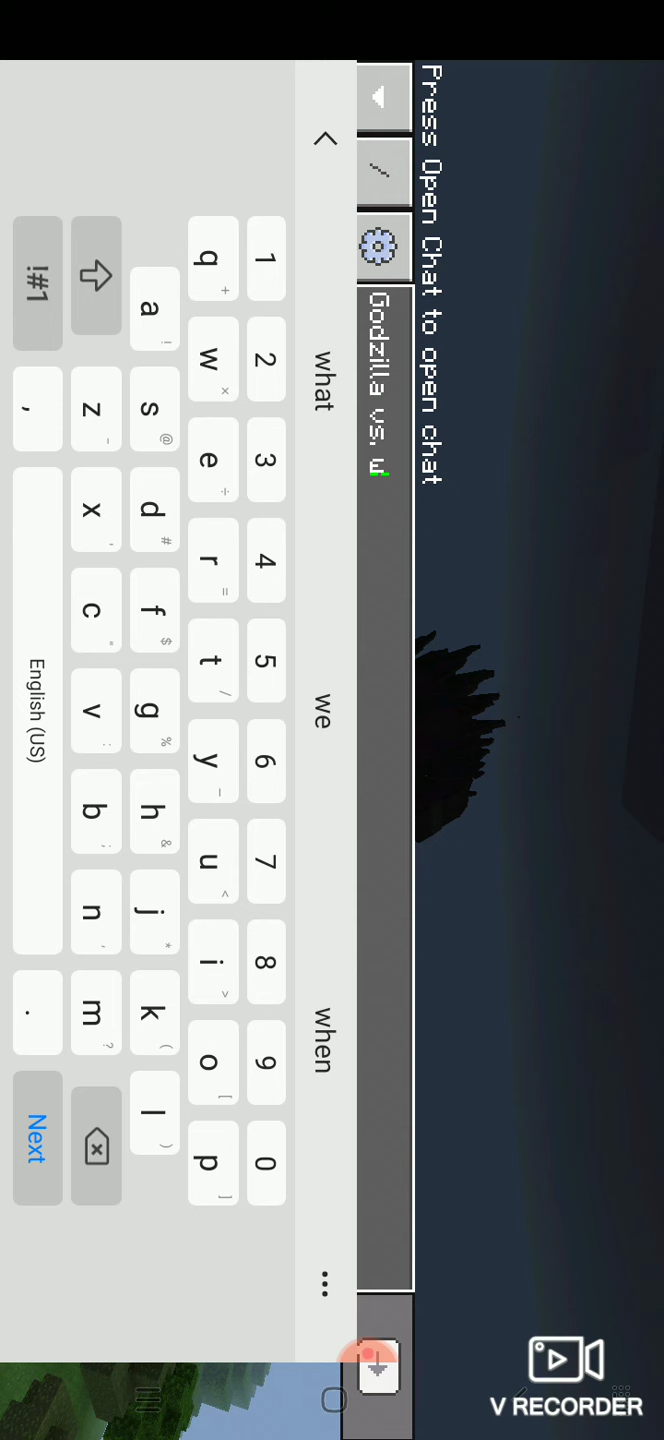 Press Open Chat to open chat
/
Godzilla vs. w
what we when
1 2 3 4 5 6 7 8 9 0
q + w × e ÷ r = t / y _ u < i > o [ p ]
a ! s @ d # f $ g % h & j * k ( l )
z - x ' c " v : b ; n , m ?
!#1 , English (US) . Next
V RECORDER